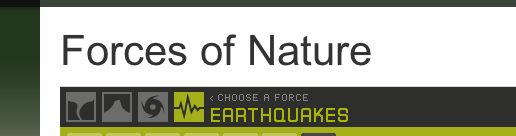 Forces of Nature
< CHOOSE A FORCE
EARTHQUAKES